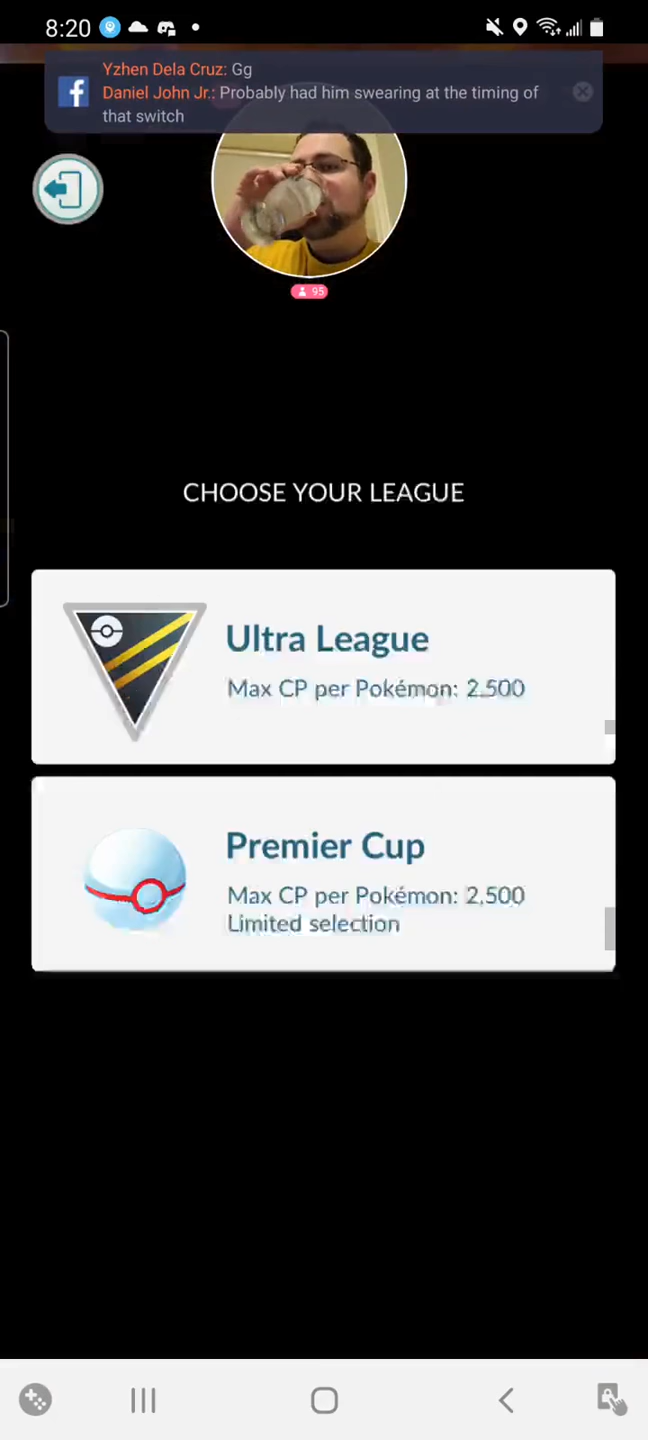 8:20
Yzhen Dela Cruz: Gg
Daniel John Jr.: Probably had him swearing at the timing of
that switch
95
CHOOSE YOUR LEAGUE
Ultra League
Max CP per Pokémon: 2,500
Premier Cup
Max CP per Pokémon: 2,500
Limited selection